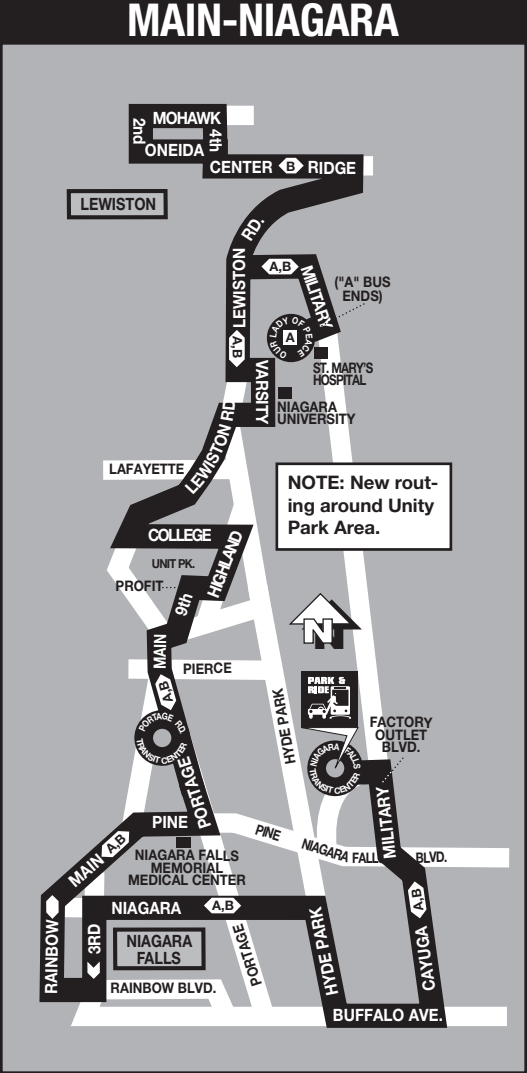 MAIN-NIAGARA
MOHAWK
2nd
4th
ONEIDA
CENTER B RIDGE
LEWISTON
LEWISTON RD.
A,B
MILITARY
("A" BUS
ENDS)
A,B
OUR LADY OF PEACE
A
ST. MARY'S
HOSPITAL
VARSITY
NIAGARA
UNIVERSITY
LEWISTON RD
LAFAYETTE
NOTE: New rout-
ing around Unity
Park Area.
COLLEGE
HIGHLAND
UNIT PK.
PROFIT
9th
N
MAIN
PIERCE
A,B
PARK &
RIDE
HYDE PARK
PORTAGE RD.
TRANSIT CENTER
FACTORY
OUTLET
BLVD.
NIAGARA FALLS
TRANSIT CENTER
PORTAGE
MILITARY
PINE
PINE
NIAGARA FALL
BLVD.
MAIN
A,B
NIAGARA FALLS
MEMORIAL
MEDICAL CENTER
NIAGARA
A,B
A,B
RAINBOW
3RD
NIAGARA
FALLS
PORTAGE
HYDE PARK
CAYUGA
RAINBOW BLVD.
BUFFALO AVE.